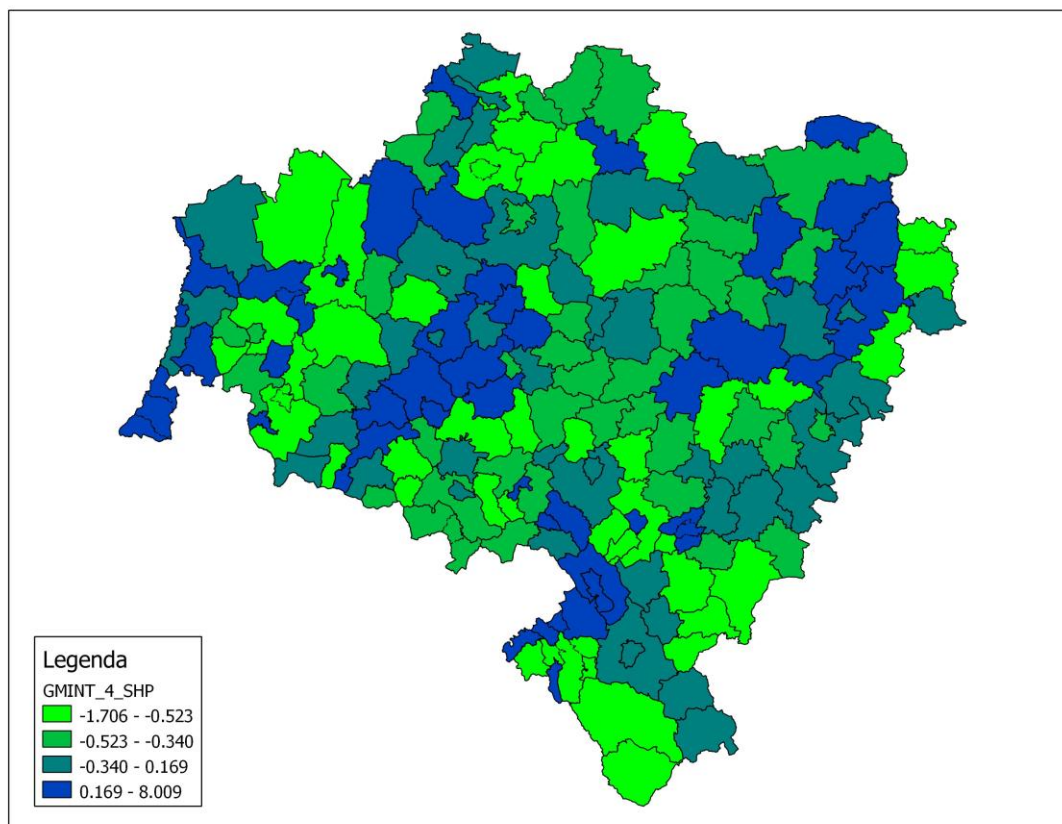 Legenda
GMINT_4_SHP
-1.706 - -0.523
-0.523 - -0.340
-0.340 - 0.169
0.169 - 8.009